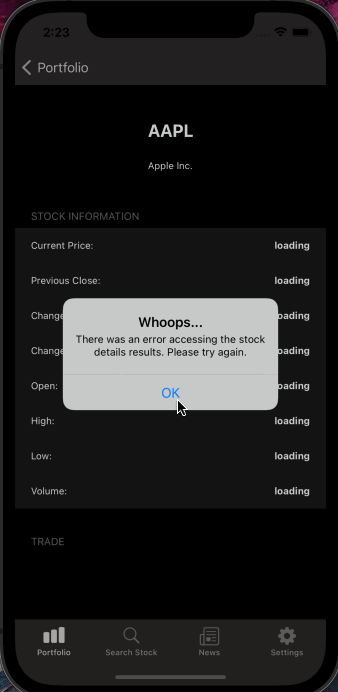 2:23
Portfolio
AAPL
Apple Inc.
STOCK INFORMATION
Current Price: loading
Previous Close: loading
Change loading
Whoops...
There was an error accessing the stock
details results. Please try again.
Change loading
Open: loading
OK
High: loading
Low: loading
Volume: loading
TRADE
Portfolio Search Stock News Settings